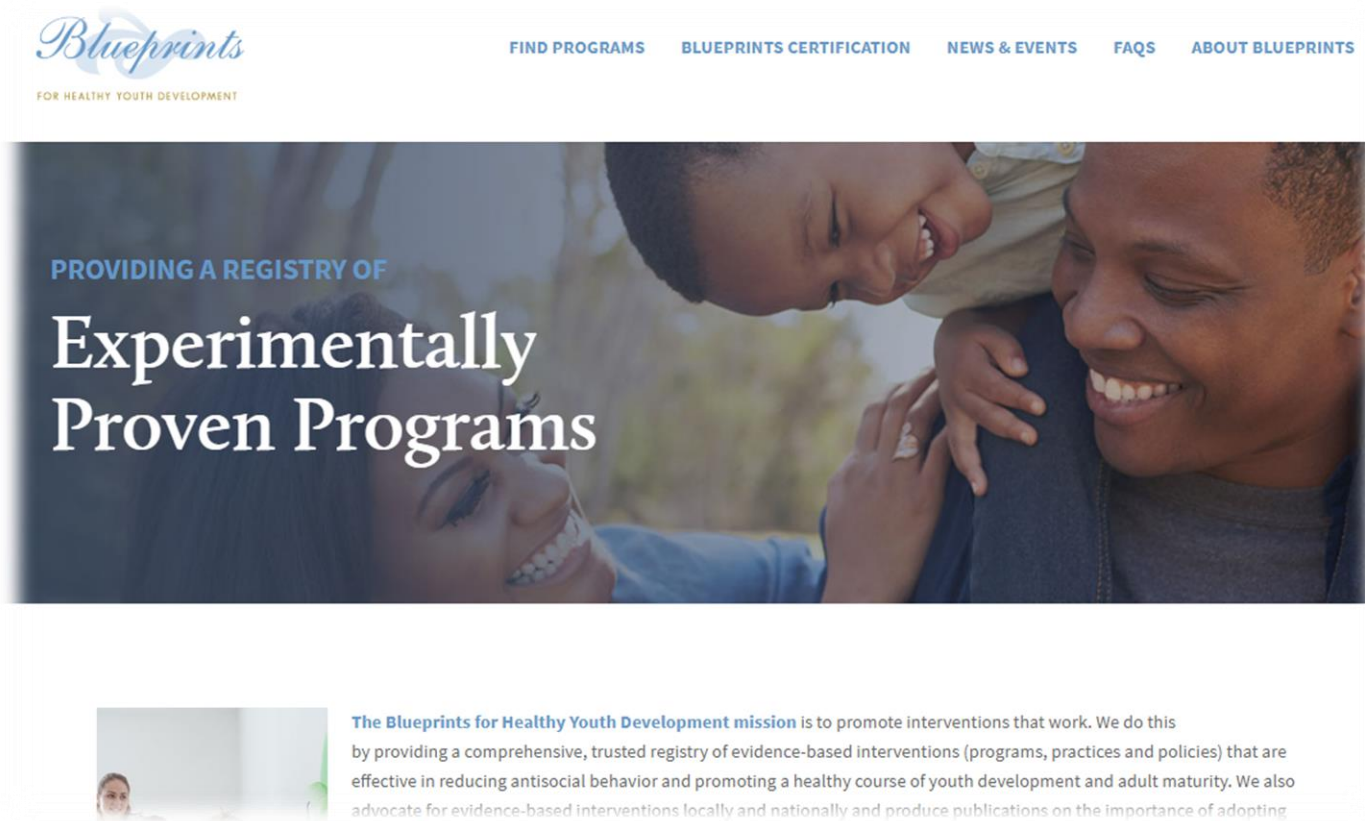 Blueprints
FOR HEALTHY YOUTH DEVELOPMENT
FIND PROGRAMS BLUEPRINTS CERTIFICATION NEWS & EVENTS FAQS ABOUT BLUEPRINTS
PROVIDING A REGISTRY OF
Experimentally
Proven Programs
The Blueprints for Healthy Youth Development mission is to promote interventions that work. We do this
by providing a comprehensive, trusted registry of evidence-based interventions (programs, practices and policies) that are
effective in reducing antisocial behavior and promoting a healthy course of youth development and adult maturity. We also
advocate for evidence-based interventions locally and nationally and produce publications on the importance of adopting